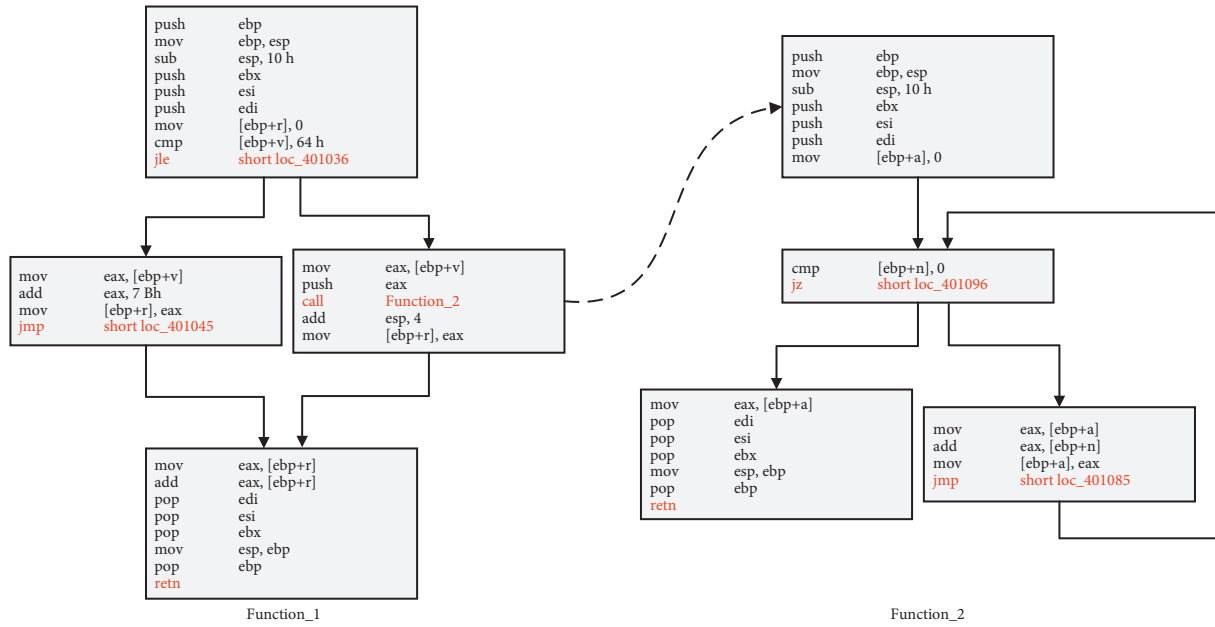 push ebp
mov ebp, esp
sub esp, 10 h
push ebx
push esi
push edi
mov [ebp+r], 0
cmp [ebp+v], 64 h
jle short loc_401036
mov eax, [ebp+v]
add eax, 7 Bh
mov [ebp+r], eax
jmp short loc_401045
mov eax, [ebp+v]
push eax
call Function_2
add esp, 4
mov [ebp+r], eax
mov eax, [ebp+r]
add eax, [ebp+r]
pop edi
pop esi
pop ebx
mov esp, ebp
pop ebp
retn
Function_1
push ebp
mov ebp, esp
sub esp, 10 h
push ebx
push esi
push edi
mov [ebp+a], 0
cmp [ebp+n], 0
jz short loc_401096
mov eax, [ebp+a]
pop edi
pop esi
pop ebx
mov esp, ebp
pop ebp
retn
mov eax, [ebp+a]
add eax, [ebp+n]
mov [ebp+a], eax
jmp short loc_401085
Function_2